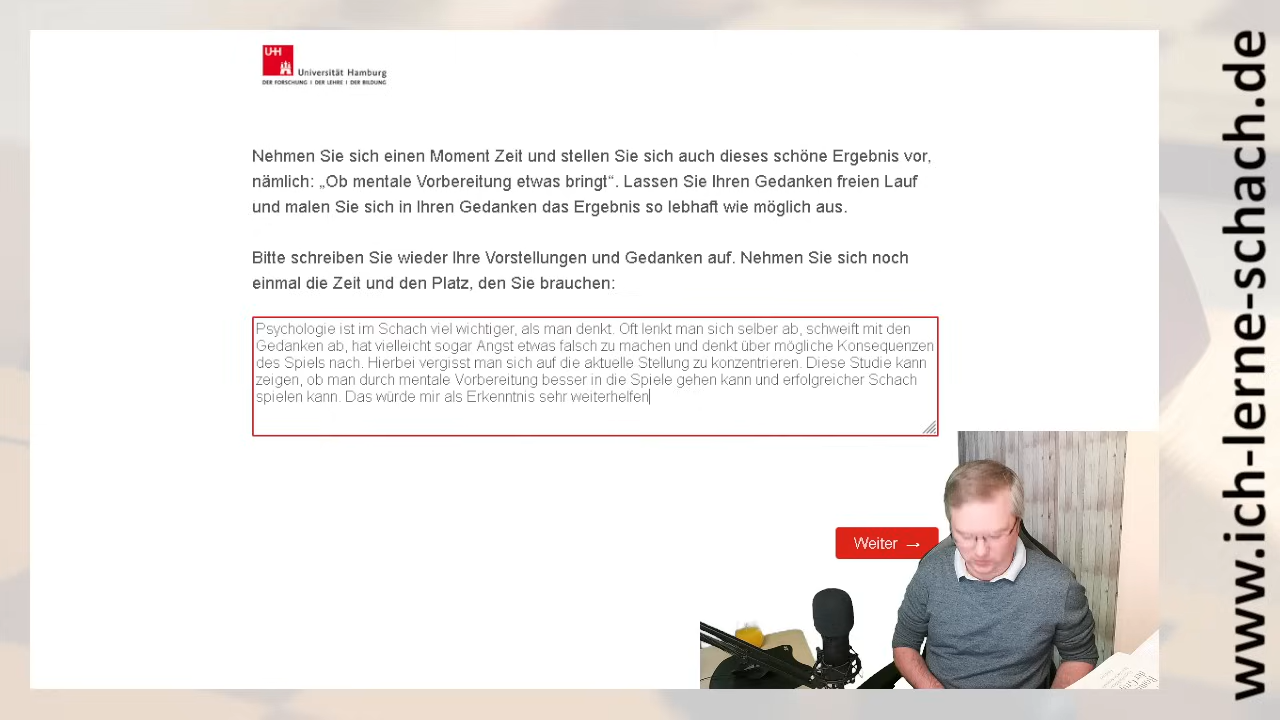 UHH
Universität Hamburg
DER FORSCHUNG | DER LEHRE | DER BILDUNG
Nehmen Sie sich einen Moment Zeit und stellen Sie sich auch dieses schöne Ergebnis vor,
nämlich: „Ob mentale Vorbereitung etwas bringt“. Lassen Sie Ihren Gedanken freien Lauf
und malen Sie sich in Ihren Gedanken das Ergebnis so lebhaft wie möglich aus.
Bitte schreiben Sie wieder Ihre Vorstellungen und Gedanken auf. Nehmen Sie sich noch
einmal die Zeit und den Platz, den Sie brauchen:
Psychologie ist im Schach viel wichtiger, als man denkt. Oft lenkt man sich selber ab, schweift mit den
Gedanken ab, hat vielleicht sogar Angst etwas falsch zu machen und denkt über mögliche Konsequenzen
des Spiels nach. Hierbei vergisst man sich auf die aktuelle Stellung zu konzentrieren. Diese Studie kann
zeigen, ob man durch mentale Vorbereitung besser in die Spiele gehen kann und erfolgreicher Schach
spielen kann. Das würde mir als Erkenntnis sehr weiterhelfen
Weiter →
www.ich-lerne-schach.de